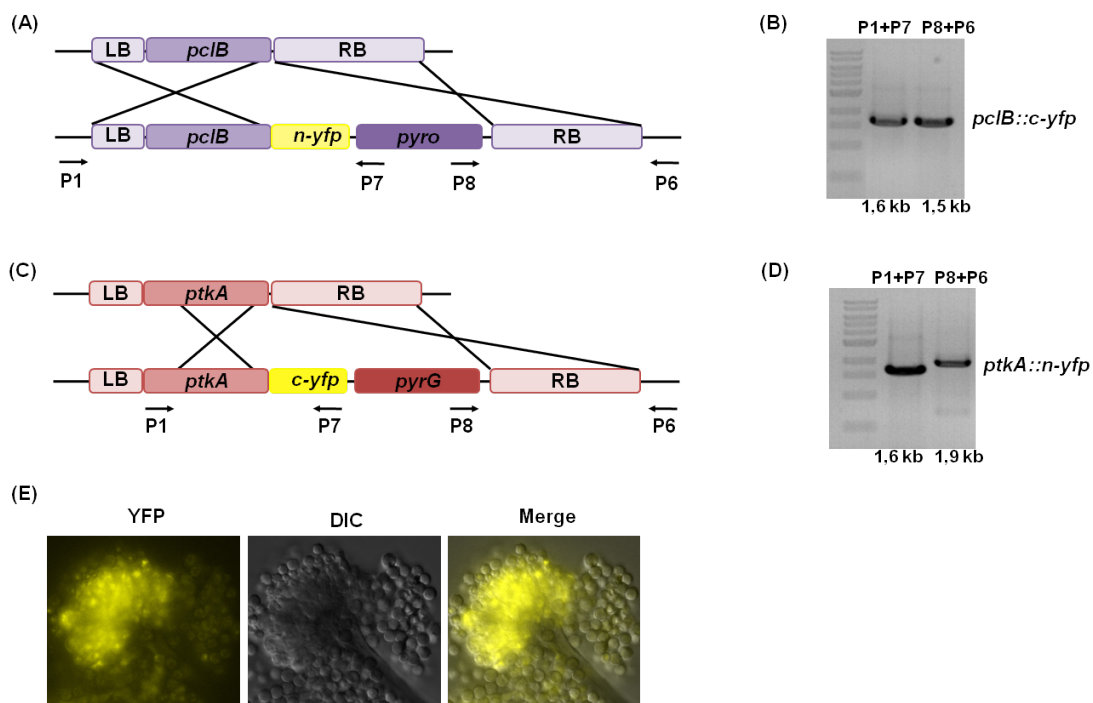 (A)
LB pclB RB
LB pclB n-yfp pyro RB
P1 P7 P8 P6
(B)
P1+P7 P8+P6
pclB::c-yfp
1,6 kb 1,5 kb
(C)
LB ptkA RB
LB ptkA c-yfp pyrG RB
P1 P7 P8 P6
(D)
P1+P7 P8+P6
ptkA::n-yfp
1,6 kb 1,9 kb
(E)
YFP DIC Merge